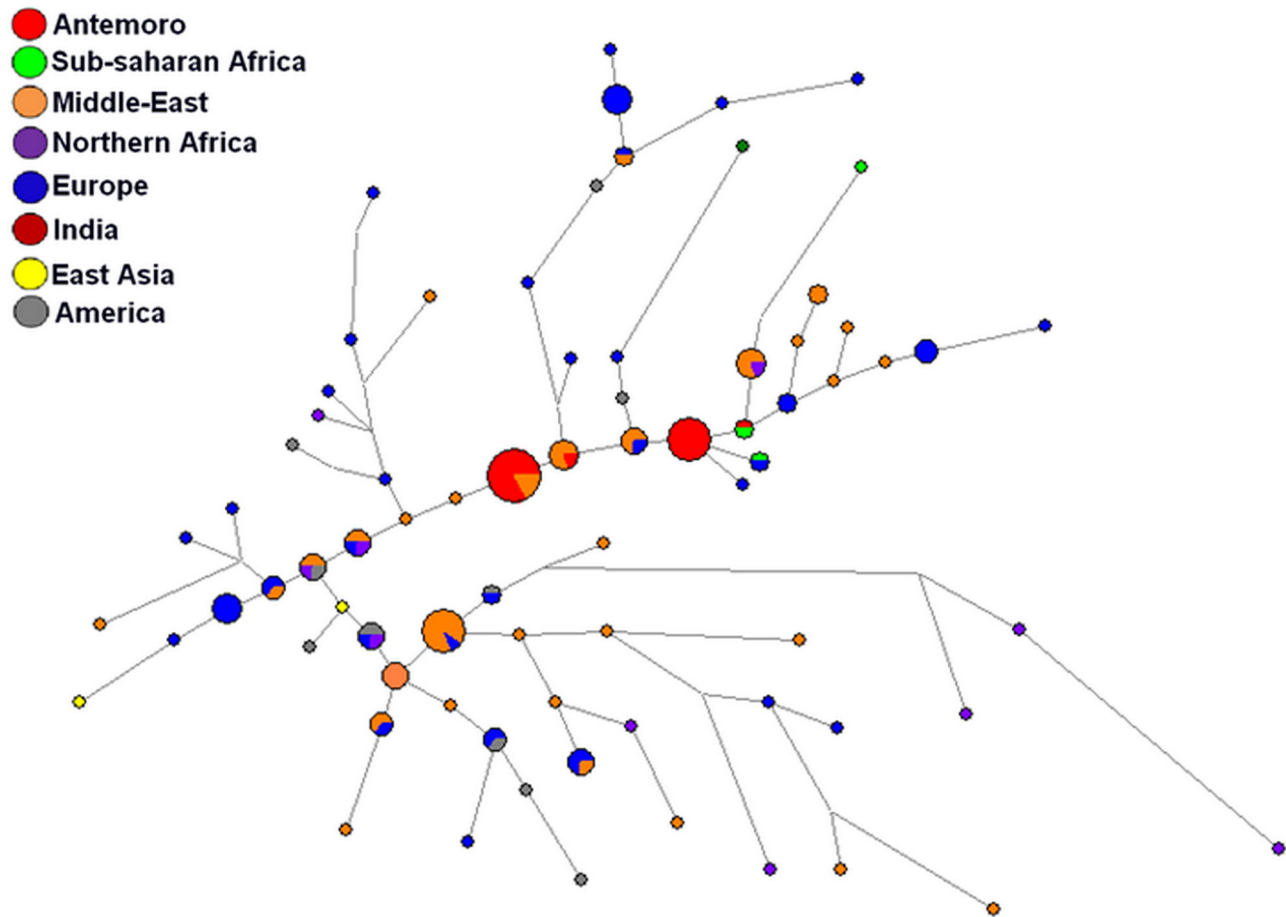 Antemoro
Sub-saharan Africa
Middle-East
Northern Africa
Europe
India
East Asia
America